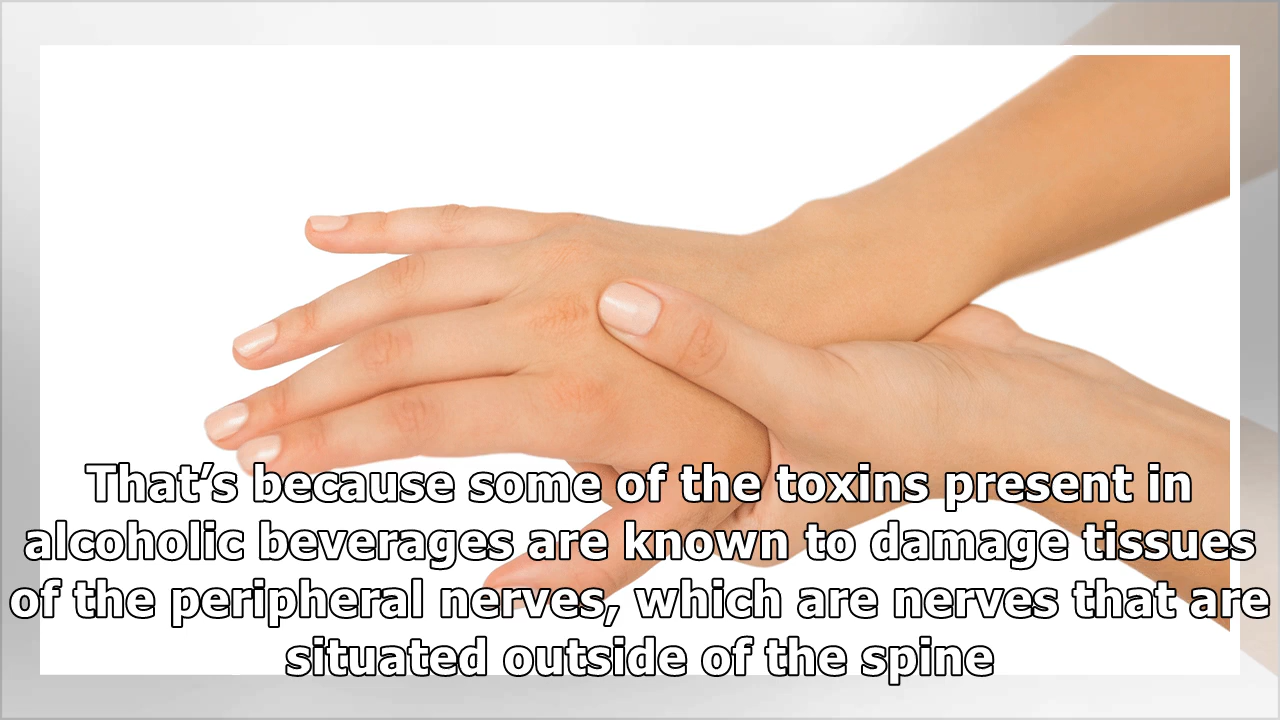 That’s because some of the toxins present in
alcoholic beverages are known to damage tissues
of the peripheral nerves, which are nerves that are
situated outside of the spine